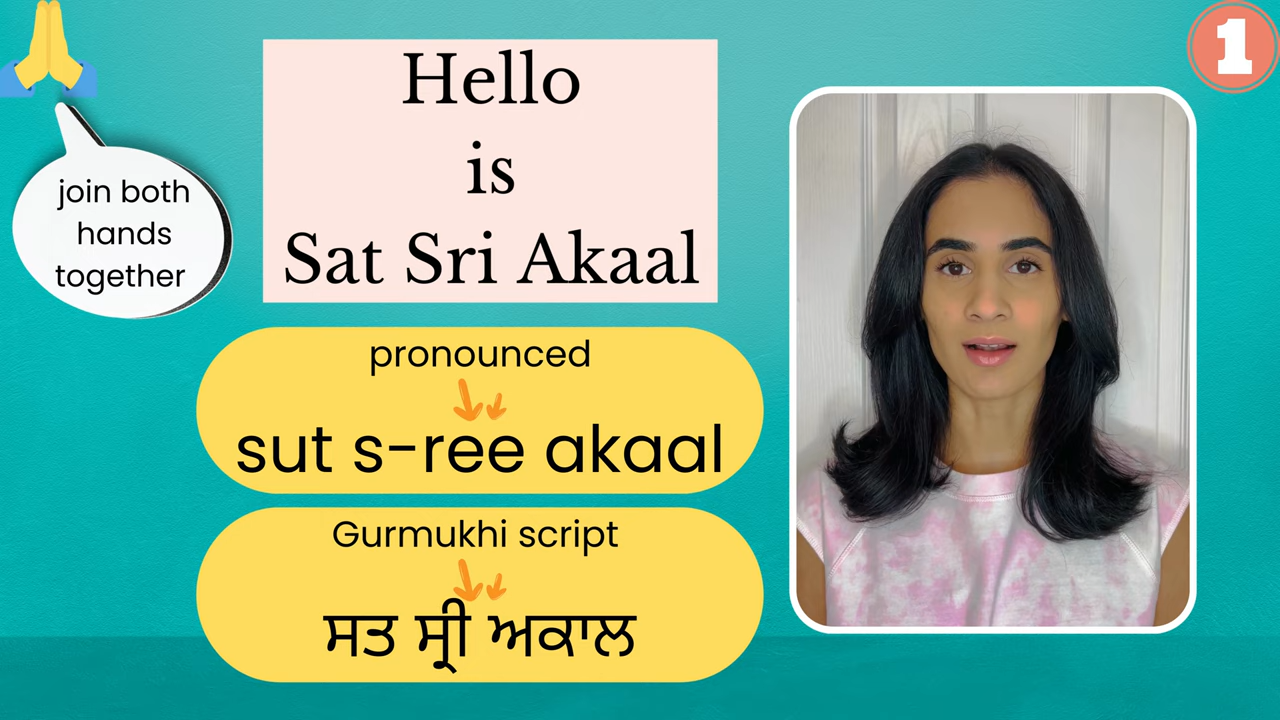 join both
hands
together
Hello
is
Sat Sri Akaal
pronounced
sut s-ree akaal
Gurmukhi script
ਸਤ ਸ੍ਰੀ ਅਕਾਲ
1